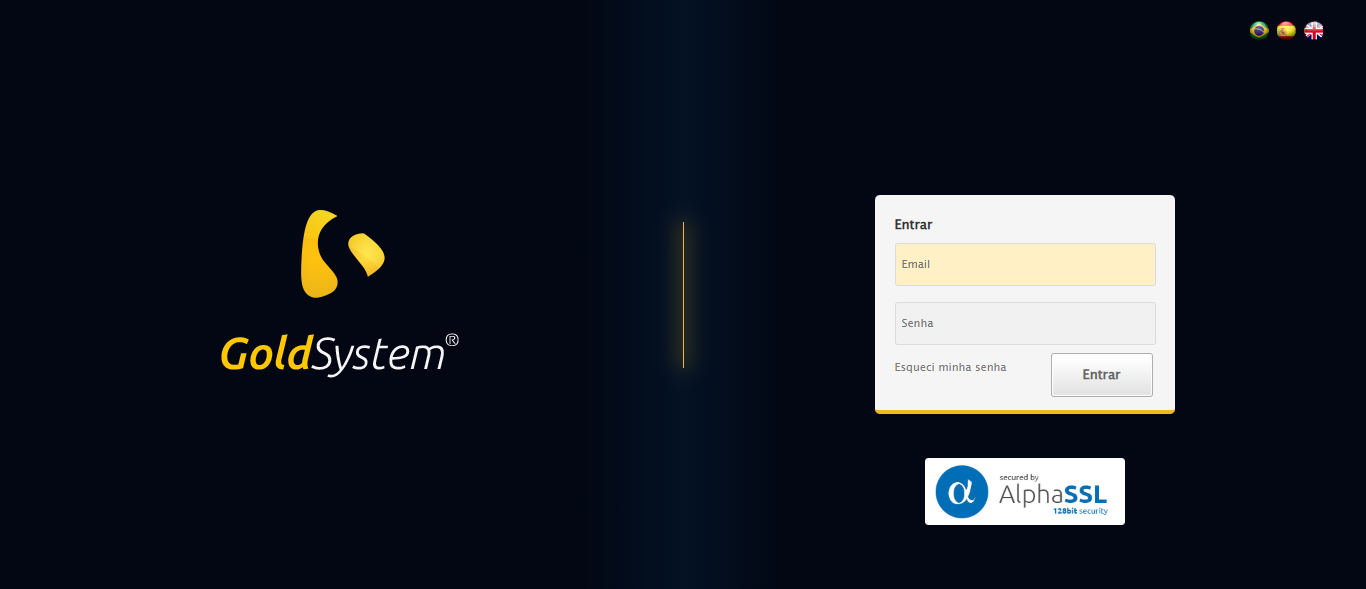 GoldSystem®
Entrar
Email
Senha
Esqueci minha senha
Entrar
α
secured by
AlphaSSL
128bit security